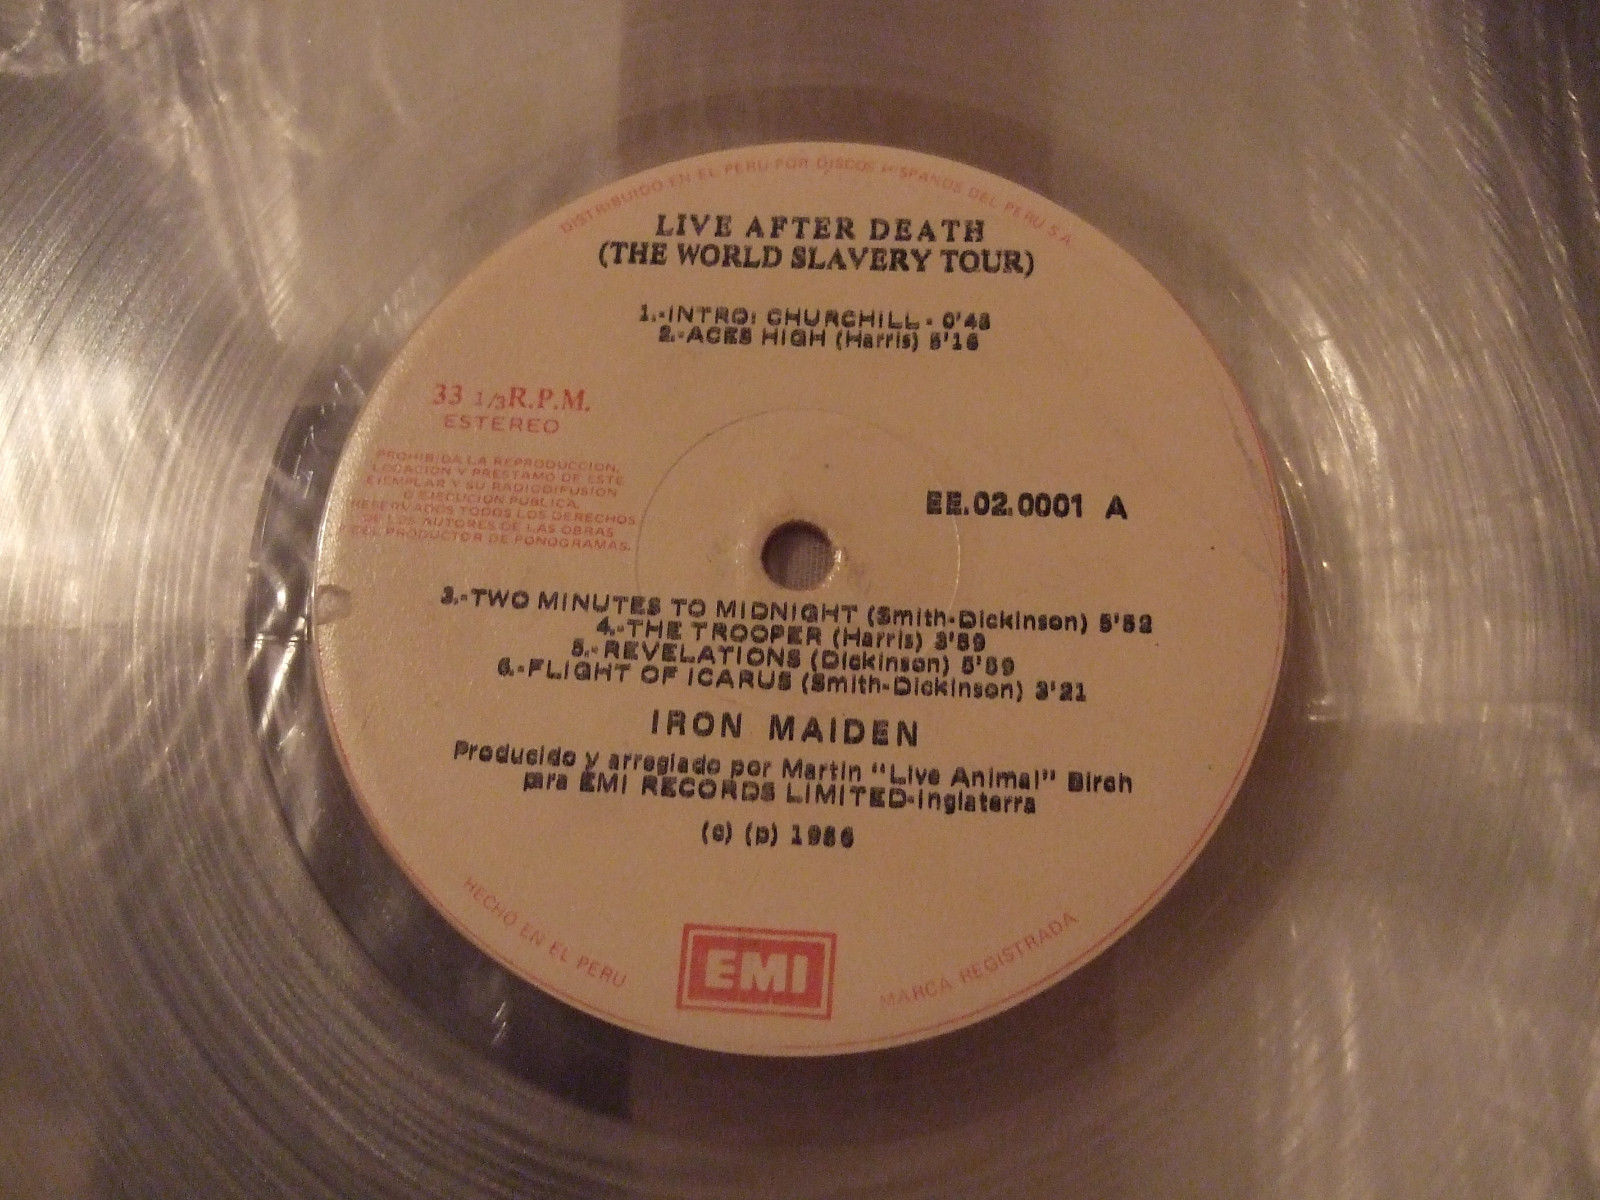 DISTRIBUIDO EN EL PERU POR DISCOS HISPANOS DEL PERU S.A.
LIVE AFTER DEATH
(THE WORLD SLAVERY TOUR)
1.-INTRO: CHURCHILL - 0'48
2.-ACES HIGH (Harris) 5'16
33 1/3 R.P.M.
ESTEREO
PROHIBIDA LA REPRODUCCION,
LOCACION Y PRESTAMO DE ESTE
EJEMPLAR Y SU RADIODIFUSION
O EJECUCION PUBLICA.
RESERVADOS TODOS LOS DERECHOS
DE LOS AUTORES DE LAS OBRAS
Y DEL PRODUCTOR DE FONOGRAMAS.
EE.02.0001 A
3.-TWO MINUTES TO MIDNIGHT (Smith-Dickinson) 5'52
4.-THE TROOPER (Harris) 3'59
5.-REVELATIONS (Dickinson) 5'59
6.-FLIGHT OF ICARUS (Smith-Dickinson) 3'21
IRON MAIDEN
Producido y arreglado por Martin "Live Animal" Birch
para EMI RECORDS LIMITED-Inglaterra
(c) (p) 1986
HECHO EN EL PERU
EMI
MARCA REGISTRADA